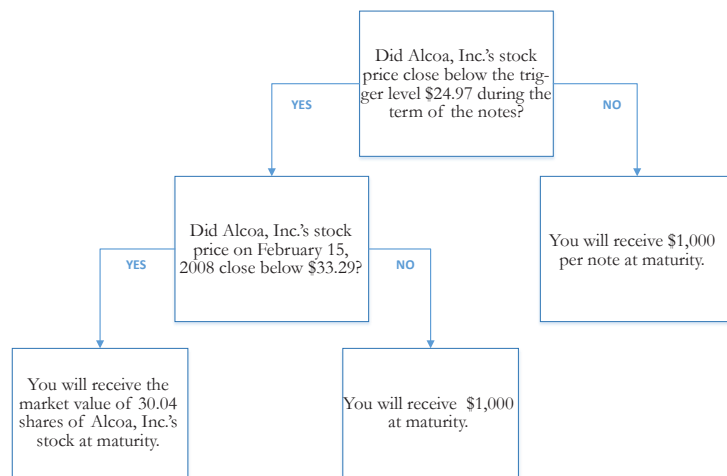 Did Alcoa, Inc.'s stock
price close below the trig-
ger level $24.97 during the
term of the notes?
YES
NO
Did Alcoa, Inc.'s stock
price on February 15,
2008 close below $33.29?
You will receive $1,000
per note at maturity.
YES
NO
You will receive the
market value of 30.04
shares of Alcoa, Inc.'s
stock at maturity.
You will receive $1,000
at maturity.